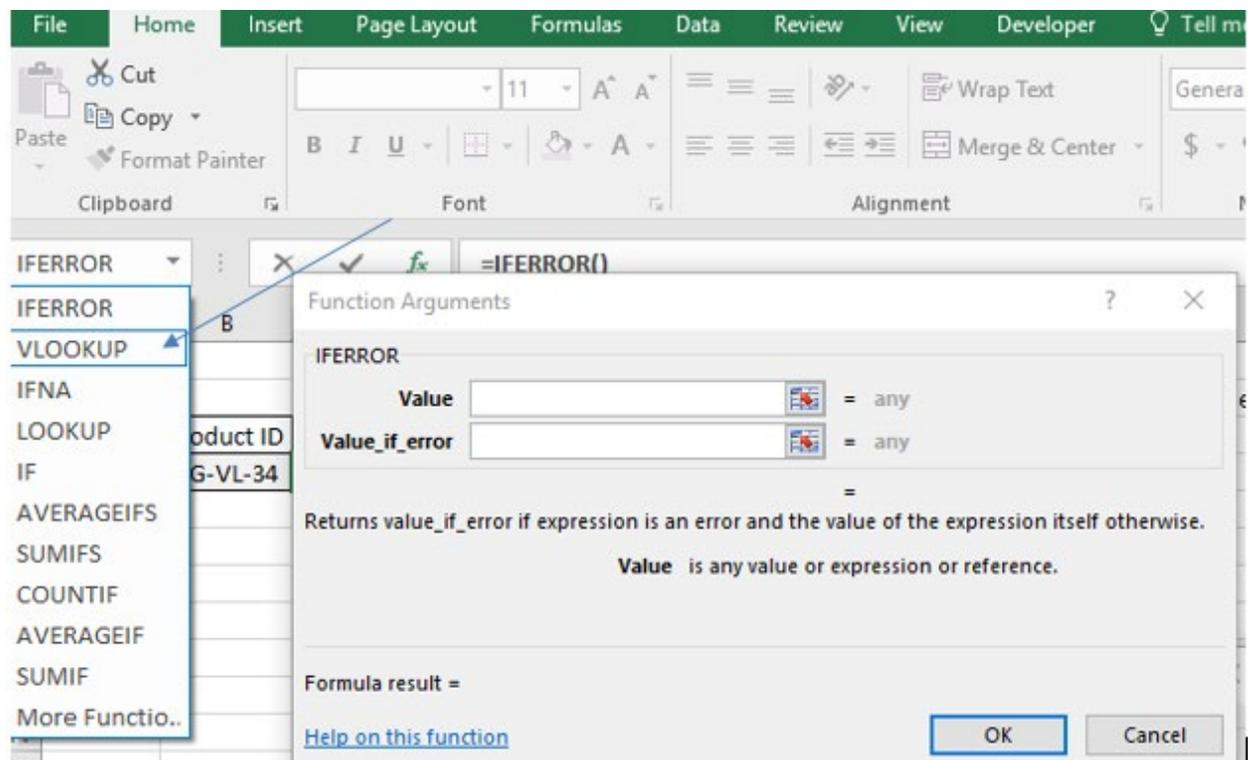 File Home Insert Page Layout Formulas Data Review View Developer Tell me
Cut
Copy
Paste
Format Painter
Clipboard
11 A A
B I U A
Font
Wrap Text
Merge & Center
Alignment
Genera
$
IFERROR
fx =IFERROR()
IFERROR
VLOOKUP
IFNA
LOOKUP
IF
AVERAGEIFS
SUMIFS
COUNTIF
AVERAGEIF
SUMIF
More Functio..
B
oduct ID
G-VL-34
Function Arguments ?
IFERROR
Value = any
Value_if_error = any
=
Returns value_if_error if expression is an error and the value of the expression itself otherwise.
Value is any value or expression or reference.
Formula result =
Help on this function
OK Cancel